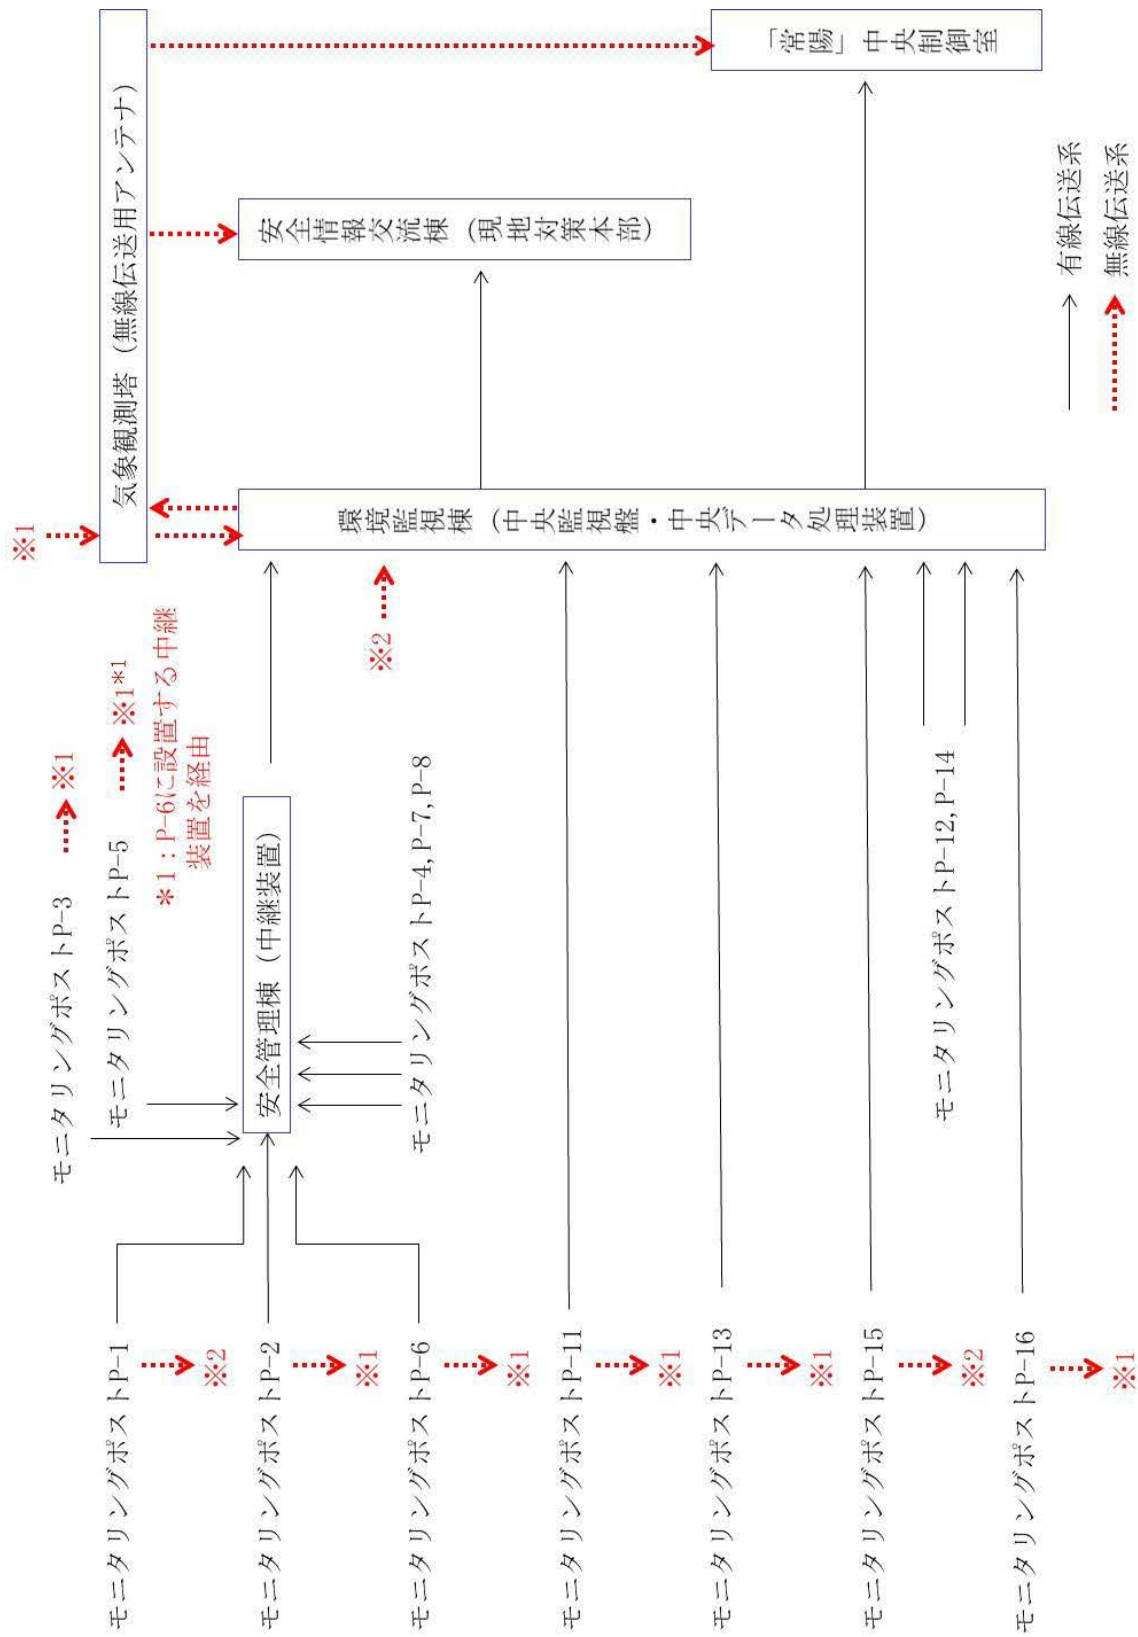 ※1
気象観測塔（無線伝送用アンテナ）
モニタリングポストP-3
※1
モニタリングポストP-5
※1*1
*1：P-6に設置する中継
装置を経由
安全管理棟（中継装置）
モニタリングポストP-4, P-7, P-8
※2
環境監視棟（中央監視盤・中央データ処理装置）
安全情報交流棟（現地対策本部）
「常陽」中央制御室
モニタリングポストP-1
※2
モニタリングポストP-2
※1
モニタリングポストP-6
※1
モニタリングポストP-11
※1
モニタリングポストP-13
※1
モニタリングポストP-15
※2
モニタリングポストP-12, P-14
モニタリングポストP-16
※1
有線伝送系
無線伝送系